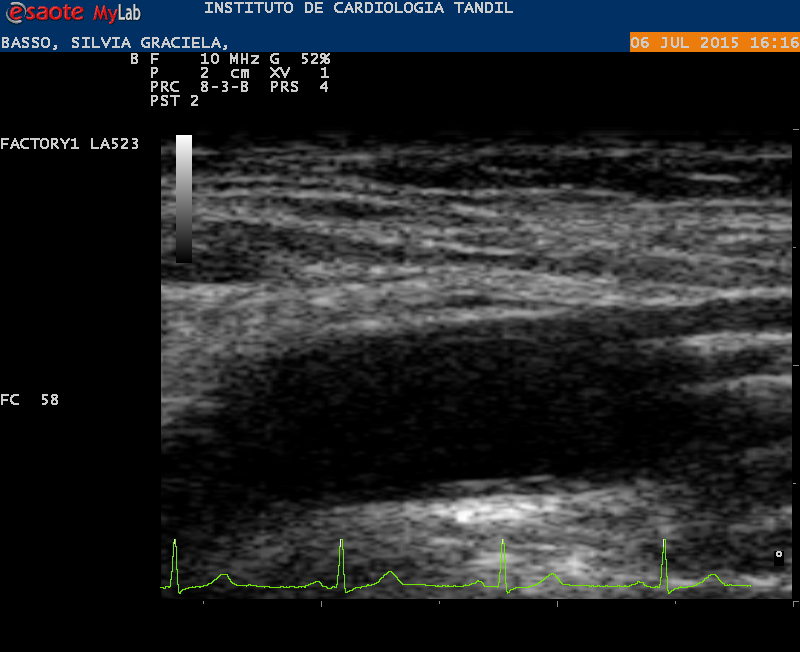 INSTITUTO DE CARDIOLOGIA TANDIL
esaote MyLab
BASSO, SILVIA GRACIELA,
06 JUL 2015 16:16
B F 10 MHz G 52%
P 2 cm XV 1
PRC 8-3-B PRS 4
PST 2
FACTORY1 LA523
FC 58